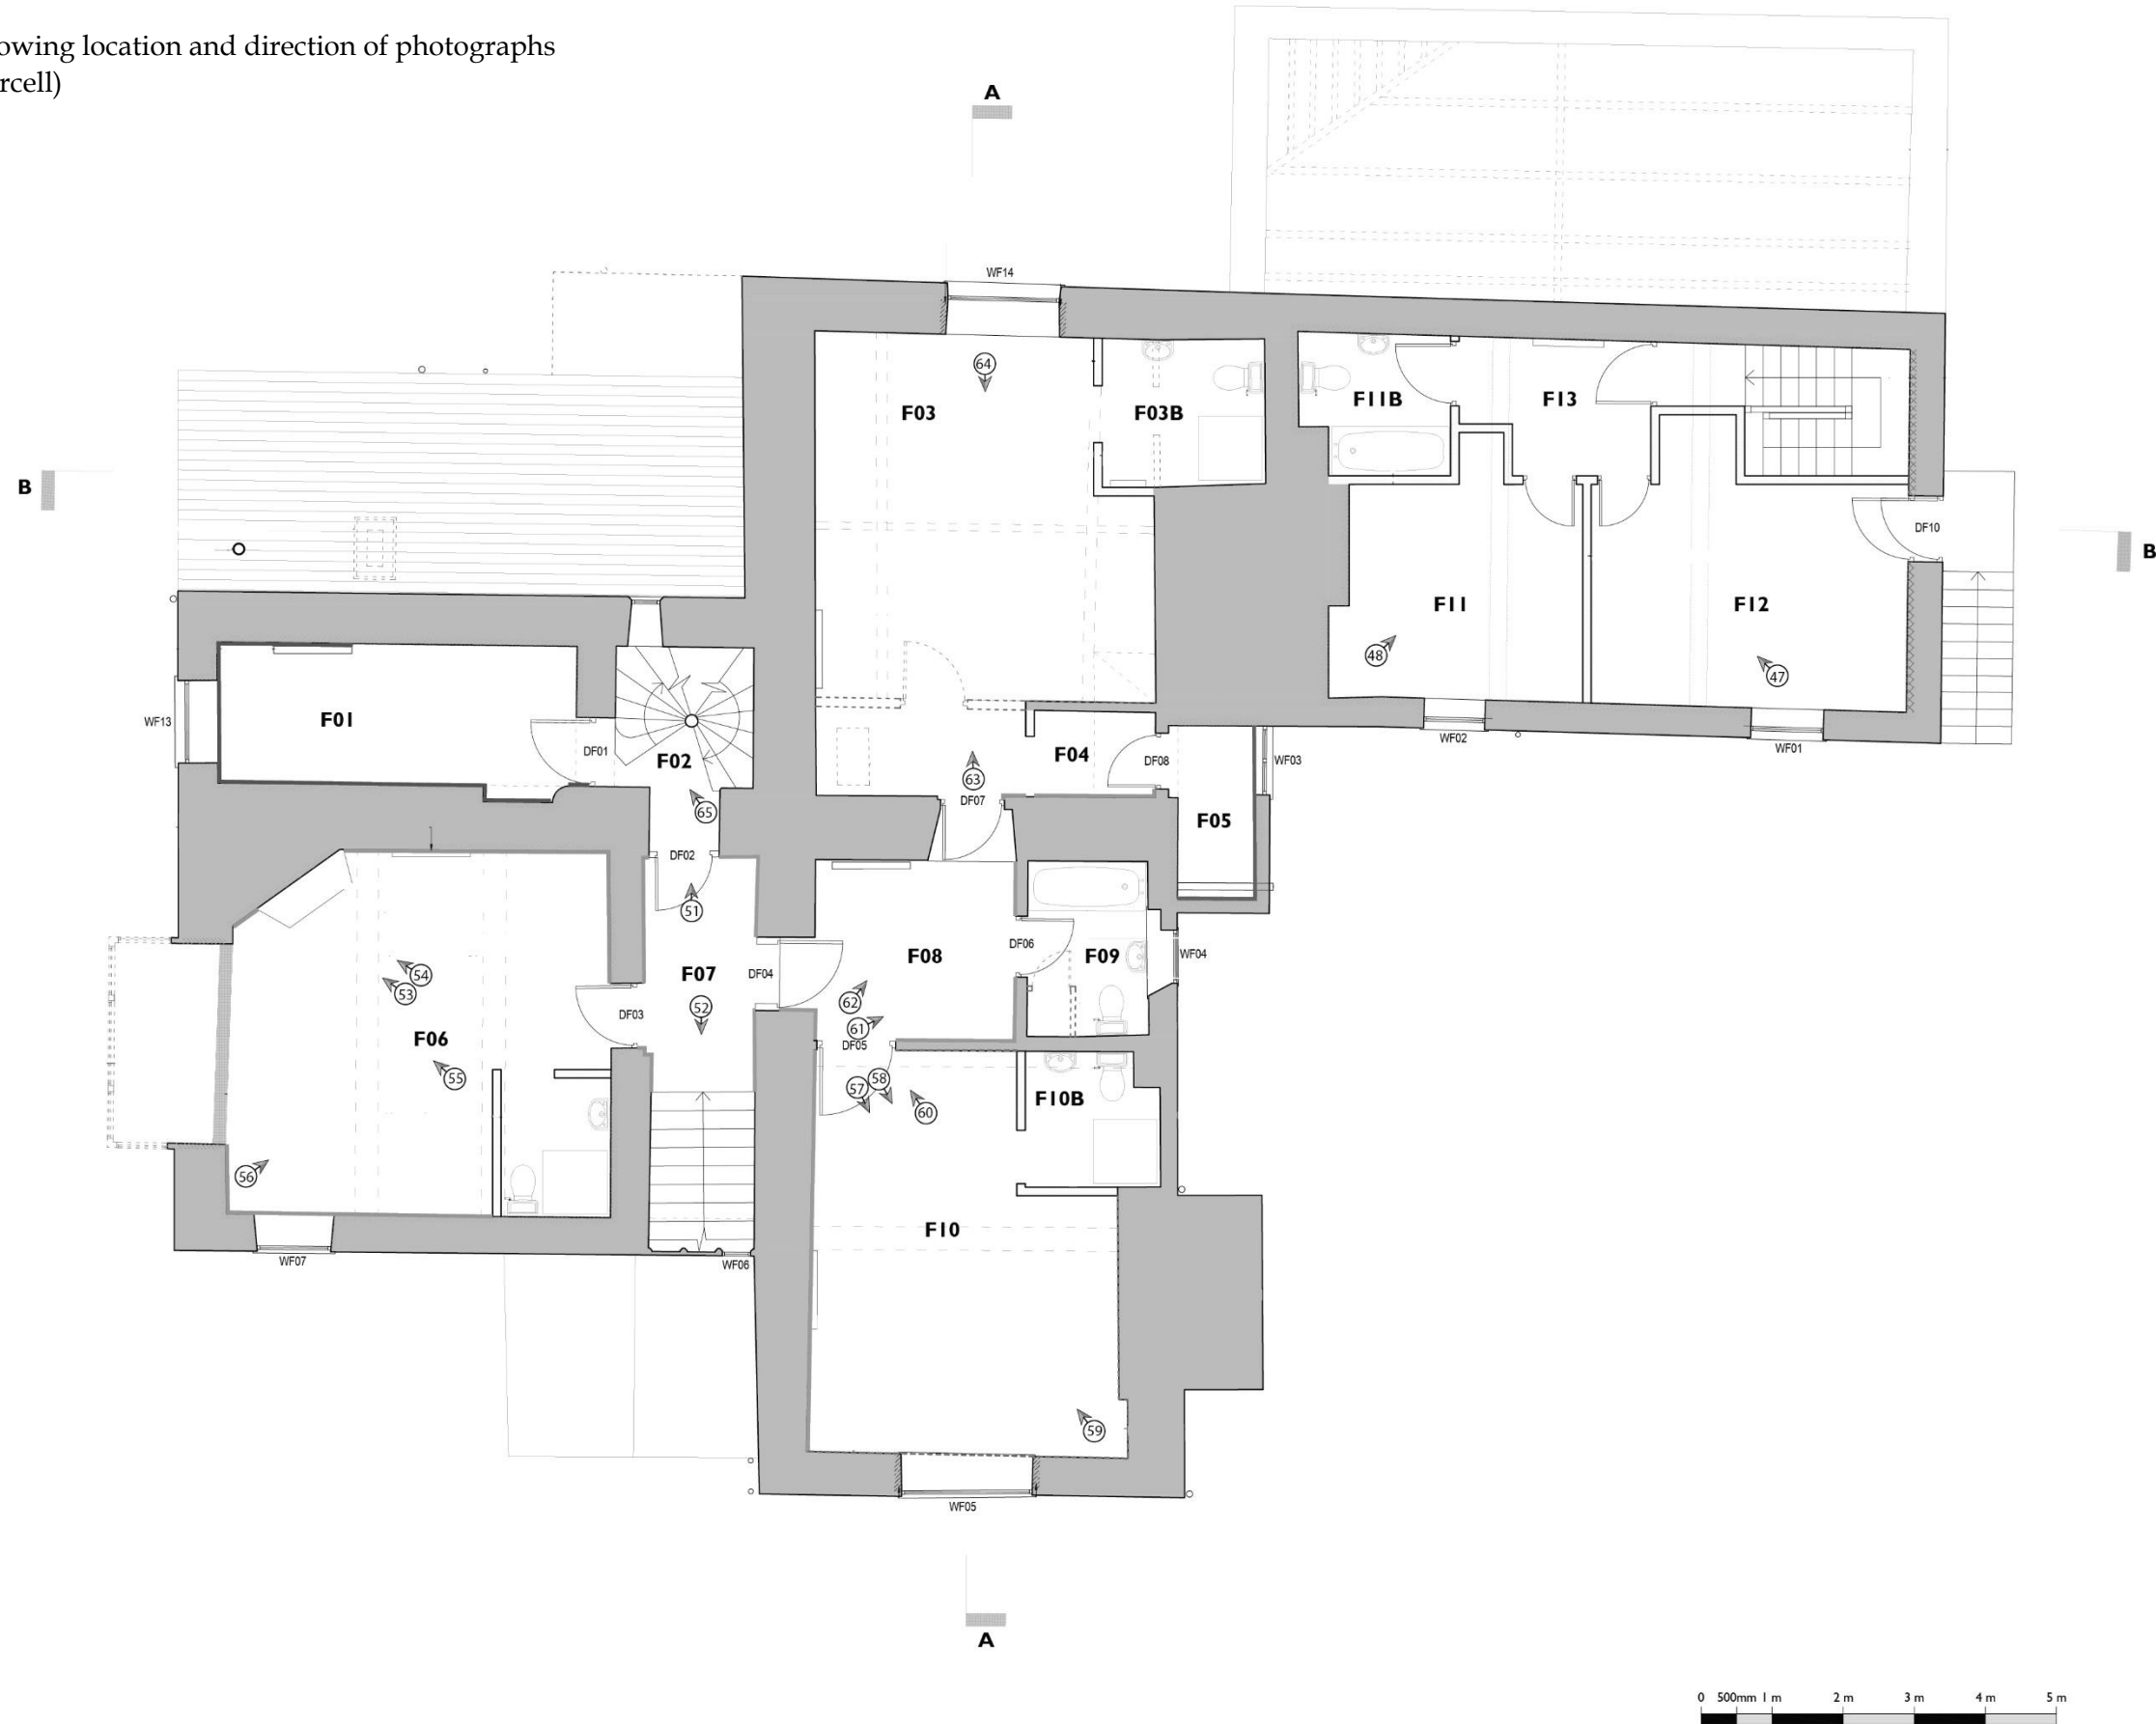 owing location and direction of photographs
rcell)
A
WF14
64
F03
F03B
F11B
F13
B
DF10
B
F11
F12
48
47
WF13
F01
DF01
F02
F04
DF08
WF03
WF02
WF01
63
DF07
65
F05
DF02
51
54
53
F07
DF04
F08
DF06
F09
WF04
52
62
DF03
61
F06
DF05
55
57
58
60
F10B
56
F10
WF07
WF06
59
WF05
A
0 500mm 1 m 2 m 3 m 4 m 5 m